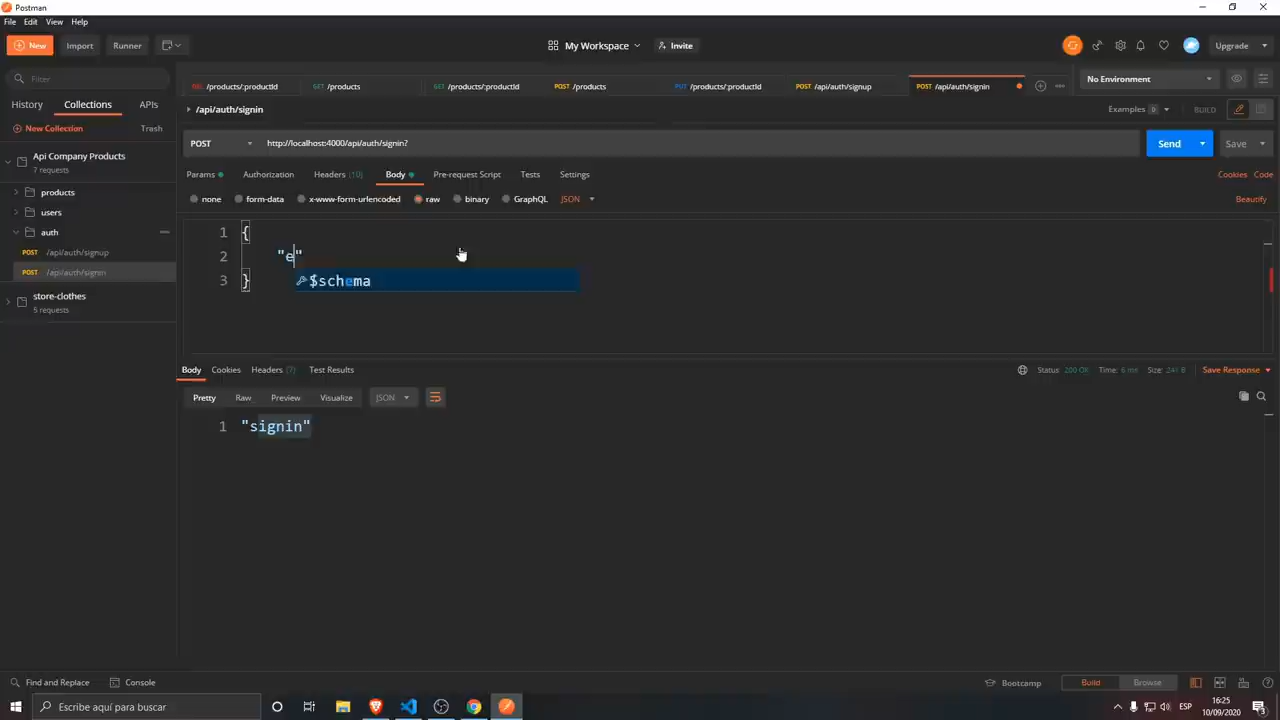 Postman
File Edit View Help
New Import Runner My Workspace Invite Upgrade
Filter
History Collections APIs
New Collection Trash
Api Company Products
7 requests
products
users
auth
POST /api/auth/signup
POST /api/auth/signin
store-clothes
5 requests
DEL /products/:productId GET /products GET /products/:productId POST /products PUT /products/:productId POST /api/auth/signup POST /api/auth/signin No Environment
/api/auth/signin Examples 0 BUILD
POST http://localhost:4000/api/auth/signin? Send Save
Params Authorization Headers (10) Body Pre-request Script Tests Settings Cookies Code
none form-data x-www-form-urlencoded raw binary GraphQL JSON Beautify
1 {
2 "e"
3 }
$schema
Body Cookies Headers (7) Test Results Status: 200 OK Time: 6 ms Size: 241 B Save Response
Pretty Raw Preview Visualize JSON
1 "signin"
Find and Replace Console Bootcamp Build Browse
Escribe aquí para buscar ESP 16:25
10/09/2020 3